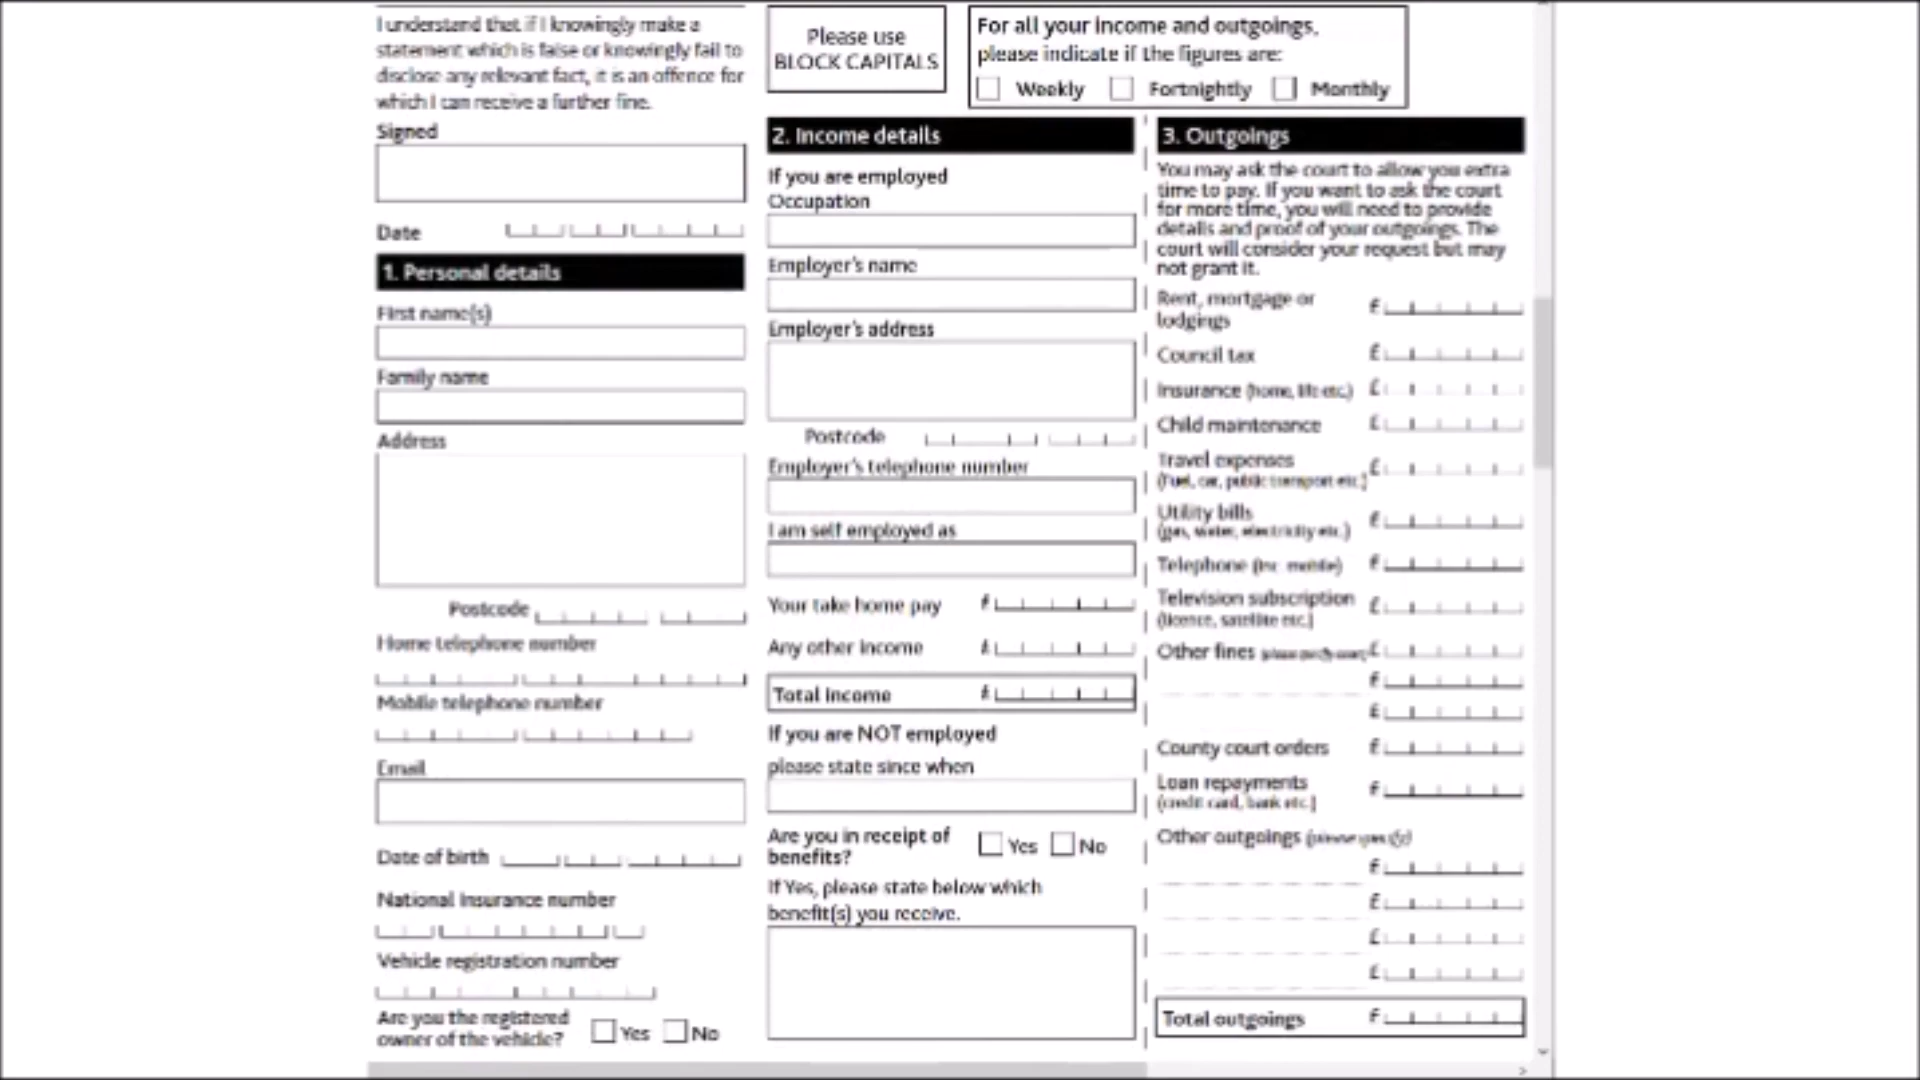 I understand that if I knowingly make a
statement which is false or knowingly fail to
disclose any relevant fact, it is an offence for
which I can receive a further fine.
Signed
Date
1. Personal details
First name(s)
Family name
Address
Postcode
Home telephone number
Mobile telephone number
Email
Date of birth
National Insurance number
Vehicle registration number
Are you the registered
owner of the vehicle?
Yes No
Please use
BLOCK CAPITALS
For all your income and outgoings,
please indicate if the figures are:
Weekly Fortnightly Monthly
2. Income details
If you are employed
Occupation
Employer's name
Employer's address
Postcode
Employer's telephone number
I am self employed as
Your take home pay £
Any other income £
Total income £
If you are NOT employed
please state since when
Are you in receipt of
benefits?
Yes No
If Yes, please state below which
benefit(s) you receive.
3. Outgoings
You may ask the court to allow you extra
time to pay. If you want to ask the court
for more time, you will need to provide
details and proof of your outgoings. The
court will consider your request but may
not grant it.
Rent, mortgage or
lodgings £
Council tax £
Insurance (home, life etc.) £
Child maintenance £
Travel expenses £
(Fuel, car, public transport etc.)
Utility bills £
(gas, water, electricity etc.)
Telephone (inc. mobile) £
Television subscription £
(licence, satellite etc.)
Other fines £
£
£
County court orders £
Loan repayments £
(credit card, bank etc.)
Other outgoings (please specify)
£
£
£
£
Total outgoings £